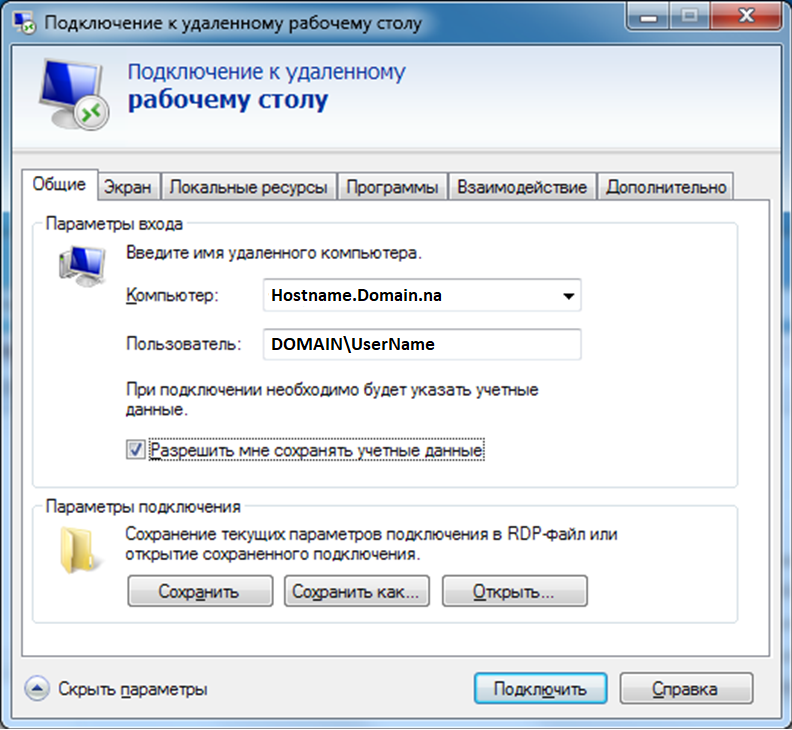 Подключение к удаленному рабочему столу
Подключение к удаленному
рабочему столу
Общие
Экран
Локальные ресурсы
Программы
Взаимодействие
Дополнительно
Параметры входа
Введите имя удаленного компьютера.
Компьютер:
Hostname.Domain.na
Пользователь:
DOMAIN\UserName
При подключении необходимо будет указать учетные
данные.
Разрешить мне сохранять учетные данные
Параметры подключения
Сохранение текущих параметров подключения в RDP-файл или
открытие сохраненного подключения.
Сохранить
Сохранить как...
Открыть...
Скрыть параметры
Подключить
Справка